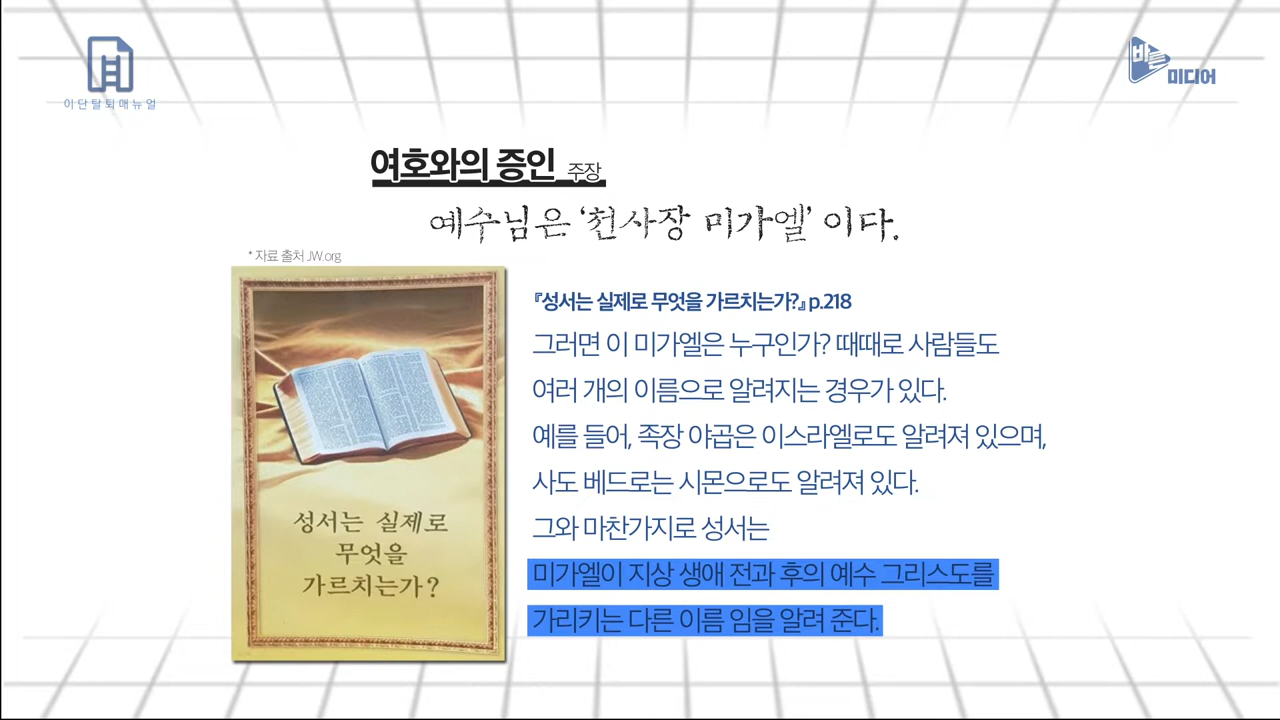 이단탈퇴매뉴얼
바른
미디어
여호와의 증인 주장
예수님은 ‘천사장 미가엘’ 이다.
* 자료 출처 JW.org
성서는 실제로
무엇을
가르치는가?
『성서는 실제로 무엇을 가르치는가?』 p.218
그러면 이 미가엘은 누구인가? 때때로 사람들도
여러 개의 이름으로 알려지는 경우가 있다.
예를 들어, 족장 야곱은 이스라엘로도 알려져 있으며,
사도 베드로는 시몬으로도 알려져 있다.
그와 마찬가지로 성서는
미가엘이 지상 생애 전과 후의 예수 그리스도를
가리키는 다른 이름 임을 알려 준다.